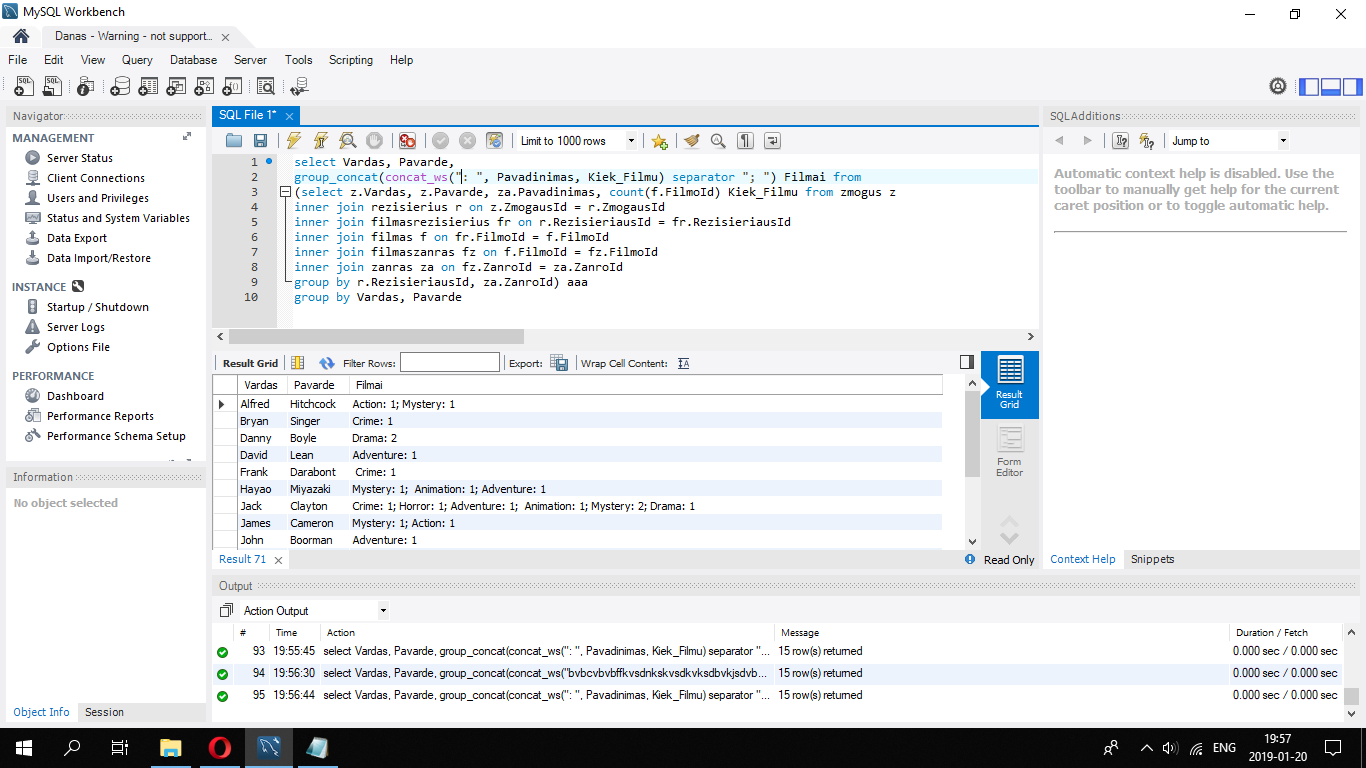 MySQL Workbench
Danas - Warning - not support...
File Edit View Query Database Server Tools Scripting Help
Navigator
MANAGEMENT
Server Status
Client Connections
Users and Privileges
Status and System Variables
Data Export
Data Import/Restore
INSTANCE
Startup / Shutdown
Server Logs
Options File
PERFORMANCE
Dashboard
Performance Reports
Performance Schema Setup
Information
No object selected
Object Info Session
SQL File 1*
Limit to 1000 rows
1 select Vardas, Pavarde,
2 group_concat(concat_ws(": ", Pavadinimas, Kiek_Filmu) separator "; ") Filmai from
3 (select z.Vardas, z.Pavarde, za.Pavadinimas, count(f.FilmoId) Kiek_Filmu from zmogus z
4 inner join rezisierius r on z.ZmogausId = r.ZmogausId
5 inner join filmasrezisierius fr on r.RezisieriausId = fr.RezisieriausId
6 inner join filmas f on fr.FilmoId = f.FilmoId
7 inner join filmaszanras fz on f.FilmoId = fz.FilmoId
8 inner join zanras za on fz.ZanroId = za.ZanroId
9 group by r.RezisieriausId, za.ZanroId) aaa
10 group by Vardas, Pavarde
Result Grid Filter Rows: Export: Wrap Cell Content:
Vardas Pavarde Filmai
Alfred Hitchcock Action: 1; Mystery: 1
Bryan Singer Crime: 1
Danny Boyle Drama: 2
David Lean Adventure: 1
Frank Darabont Crime: 1
Hayao Miyazaki Mystery: 1; Animation: 1; Adventure: 1
Jack Clayton Crime: 1; Horror: 1; Adventure: 1; Animation: 1; Mystery: 2; Drama: 1
James Cameron Mystery: 1; Action: 1
John Boorman Adventure: 1
Result Grid
Form Editor
Result 71
Read Only
SQLAdditions
Jump to
Automatic context help is disabled. Use the
toolbar to manually get help for the current
caret position or to toggle automatic help.
Context Help Snippets
Output
Action Output
# Time Action Message Duration / Fetch
93 19:55:45 select Vardas, Pavarde, group_concat(concat_ws(": ", Pavadinimas, Kiek_Filmu) separator "... 15 row(s) returned 0.000 sec / 0.000 sec
94 19:56:30 select Vardas, Pavarde, group_concat(concat_ws("bvbcvbvbffkvsdnkskvsdkvksdbvkjsdvb... 15 row(s) returned 0.000 sec / 0.000 sec
95 19:56:44 select Vardas, Pavarde, group_concat(concat_ws(": ", Pavadinimas, Kiek_Filmu) separator "... 15 row(s) returned 0.000 sec / 0.000 sec
ENG
19:57
2019-01-20